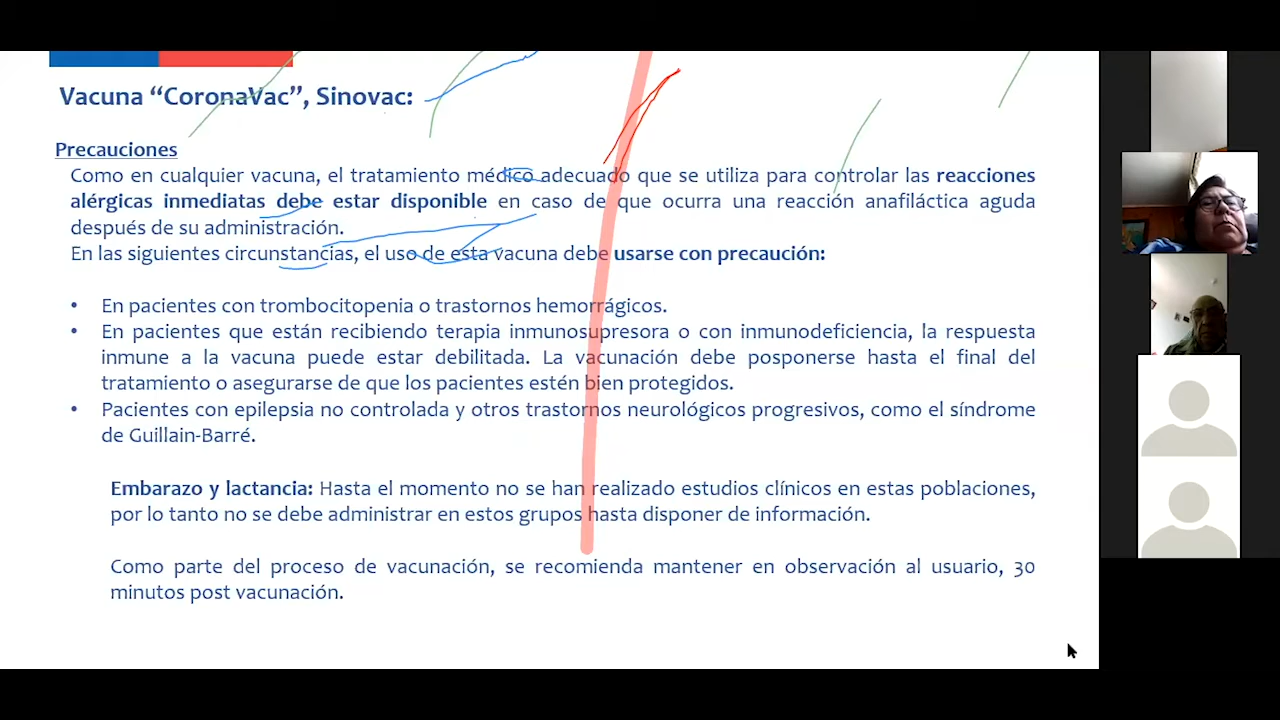 Vacuna “CoronaVac”, Sinovac:
Precauciones
Como en cualquier vacuna, el tratamiento médico adecuado que se utiliza para controlar las reacciones
alérgicas inmediatas debe estar disponible en caso de que ocurra una reacción anafiláctica aguda
después de su administración.
En las siguientes circunstancias, el uso de esta vacuna debe usarse con precaución:
• En pacientes con trombocitopenia o trastornos hemorrágicos.
• En pacientes que están recibiendo terapia inmunosupresora o con inmunodeficiencia, la respuesta
inmune a la vacuna puede estar debilitada. La vacunación debe posponerse hasta el final del
tratamiento o asegurarse de que los pacientes estén bien protegidos.
• Pacientes con epilepsia no controlada y otros trastornos neurológicos progresivos, como el síndrome
de Guillain-Barré.
Embarazo y lactancia: Hasta el momento no se han realizado estudios clínicos en estas poblaciones,
por lo tanto no se debe administrar en estos grupos hasta disponer de información.
Como parte del proceso de vacunación, se recomienda mantener en observación al usuario, 30
minutos post vacunación.